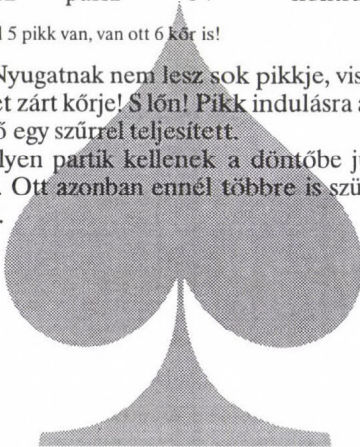 5 pikk van, van ott 6 kőr is!
Nyugatnak nem lesz sok pikkje, vis
et zárt kőrje! S lőn! Pikk indulásra a
ő egy szűrrel teljesített.
lyen partik kellenek a döntőbe ju
. Ott azonban ennél többre is szü
.